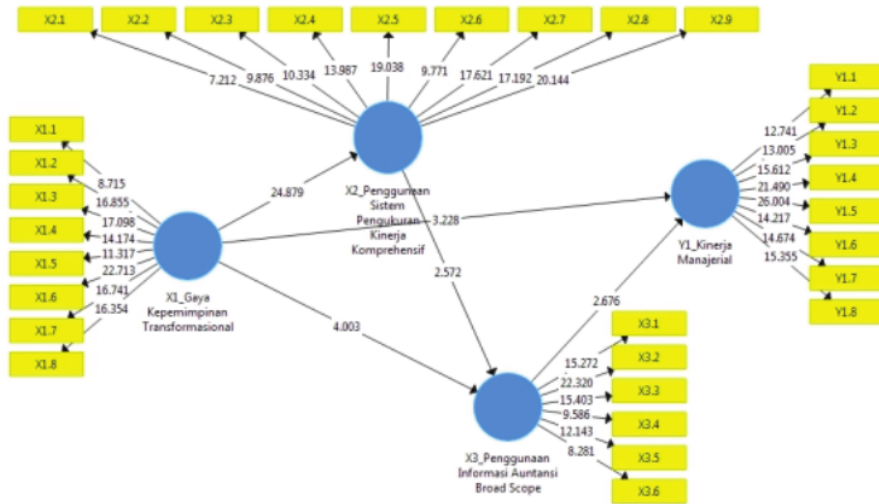 X2.1 X2.2 X2.3 X2.4 X2.5 X2.6 X2.7 X2.8 X2.9
7.212 9.876 10.334 13.987 19.038 9.771 17.621 17.192 20.144
X1.1
X1.2
X1.3
X1.4
X1.5
X1.6
X1.7
X1.8
8.715
16.855
17.098
14.174
11.317
22.713
16.741
16.354
X1_Gaya
Kepemimpinan
Transformasional
24.879
X2_Penggunaan
Sistem
Pengukuran
Kinerja
Komprehensif
3.228
2.572
4.003
2.676
Y1.1
Y1.2
Y1.3
Y1.4
Y1.5
Y1.6
Y1.7
Y1.8
12.741
13.005
15.612
21.490
26.004
14.217
14.674
15.355
Y1_Kinerja
Manajerial
X3.1
X3.2
X3.3
X3.4
X3.5
X3.6
15.272
22.320
15.403
9.586
12.143
8.281
X3_Penggunaan
Informasi Auntansi
Broad Scope